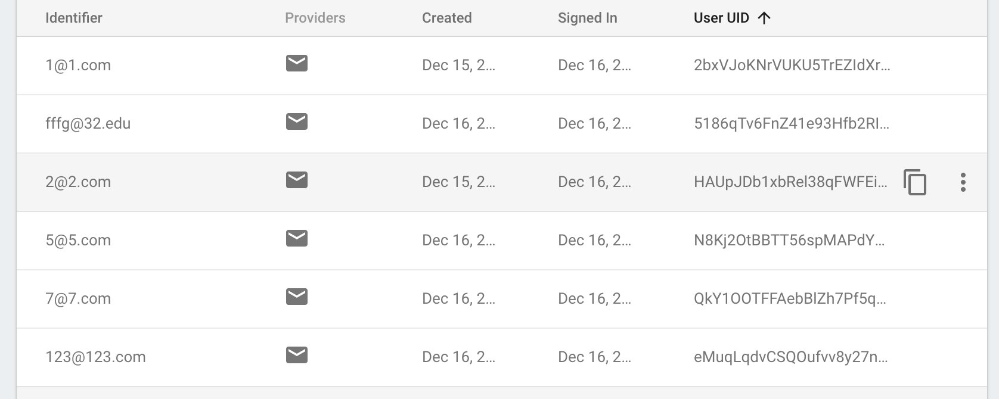 Identifier Providers Created Signed In User UID
1@1.com Dec 15, 2... Dec 16, 2... 2bxVJoKNrVUKU5TrEZIdXr...
fffg@32.edu Dec 16, 2... Dec 16, 2... 5186qTv6FnZ41e93Hfb2RI...
2@2.com Dec 15, 2... Dec 16, 2... HAUpJDb1xbRel38qFWFEi...
5@5.com Dec 16, 2... Dec 16, 2... N8Kj2OtBBTT56spMAPdY...
7@7.com Dec 16, 2... Dec 16, 2... QkY1OOTFFAebBlZh7Pf5q...
123@123.com Dec 16, 2... Dec 16, 2... eMuqLqdvCSQOufvv8y27n...